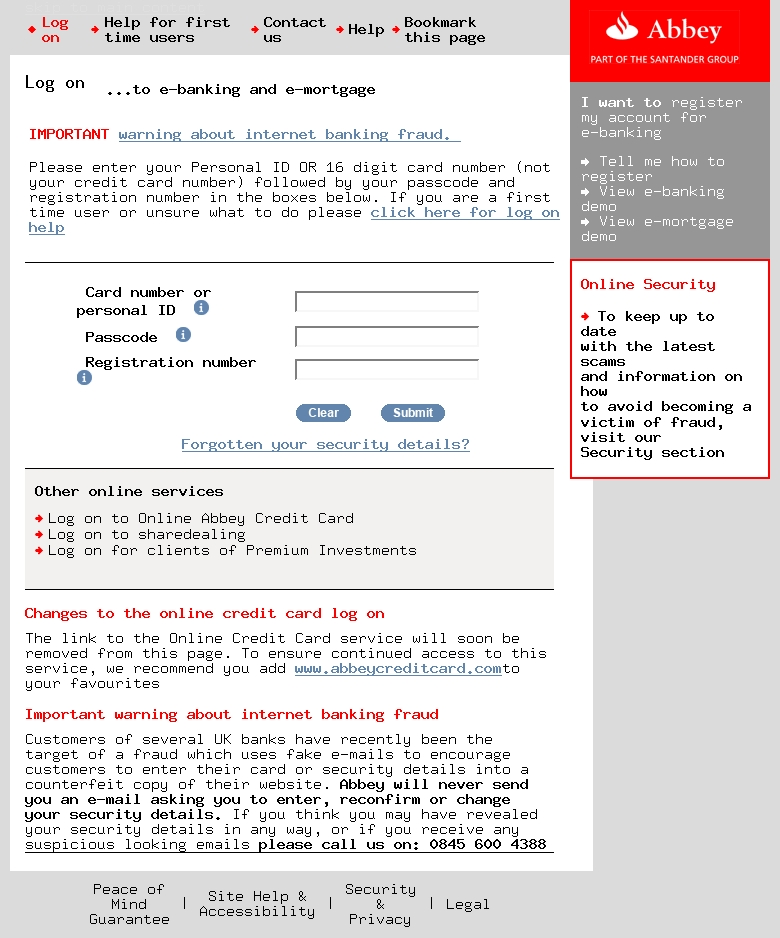 Log on
Help for first time users
Contact us
Help
Bookmark this page
Abbey
PART OF THE SANTANDER GROUP
Log on ...to e-banking and e-mortgage
IMPORTANT warning about internet banking fraud.
Please enter your Personal ID OR 16 digit card number (not
your credit card number) followed by your passcode and
registration number in the boxes below. If you are a first
time user or unsure what to do please click here for log on
help
Card number or
personal ID i
Passcode i
Registration number
i
Clear Submit
Forgotten your security details?
Other online services
Log on to Online Abbey Credit Card
Log on to sharedealing
Log on for clients of Premium Investments
Changes to the online credit card log on
The link to the Online Credit Card service will soon be
removed from this page. To ensure continued access to this
service, we recommend you add www.abbeycreditcard.comto
your favourites
Important warning about internet banking fraud
Customers of several UK banks have recently been the
target of a fraud which uses fake e-mails to encourage
customers to enter their card or security details into a
counterfeit copy of their website. Abbey will never send
you an e-mail asking you to enter, reconfirm or change
your security details. If you think you may have revealed
your security details in any way, or if you receive any
suspicious looking emails please call us on: 0845 600 4388
I want to register
my account for
e-banking
Tell me how to
register
View e-banking
demo
View e-mortgage
demo
Online Security
To keep up to
date
with the latest
scams
and information on
how
to avoid becoming a
victim of fraud,
visit our
Security section
Peace of
Mind
Guarantee
|
Site Help &
Accessibility
|
Security
&
Privacy
|
Legal